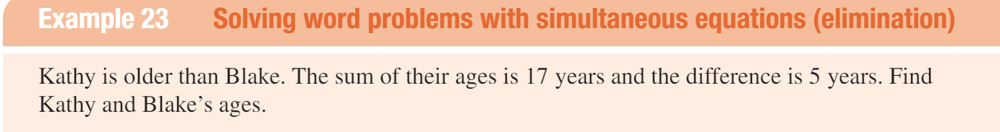 Example 23 Solving word problems with simultaneous equations (elimination)
Kathy is older than Blake. The sum of their ages is 17 years and the difference is 5 years. Find
Kathy and Blake’s ages.